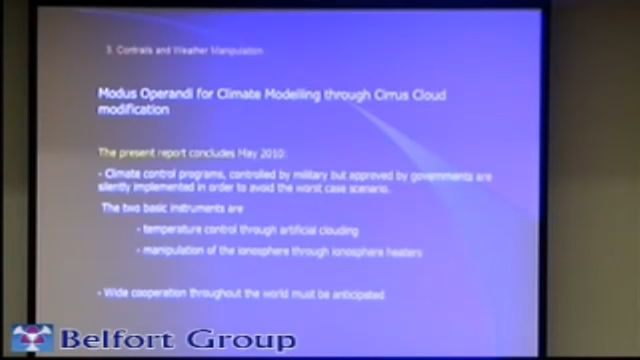 3. Contrails and Weather Manipulation
Modus Operandi for Climate Modelling through Cirrus Cloud
modification
The present report concludes May 2010:
- Climate control programs, controlled by military but approved by governments are
silently implemented in order to avoid the worst case scenario.
The two basic instruments are
- temperature control through artificial clouding
- manipulation of the ionosphere through ionosphere heaters
- Wide cooperation throughout the world must be anticipated
Belfort Group